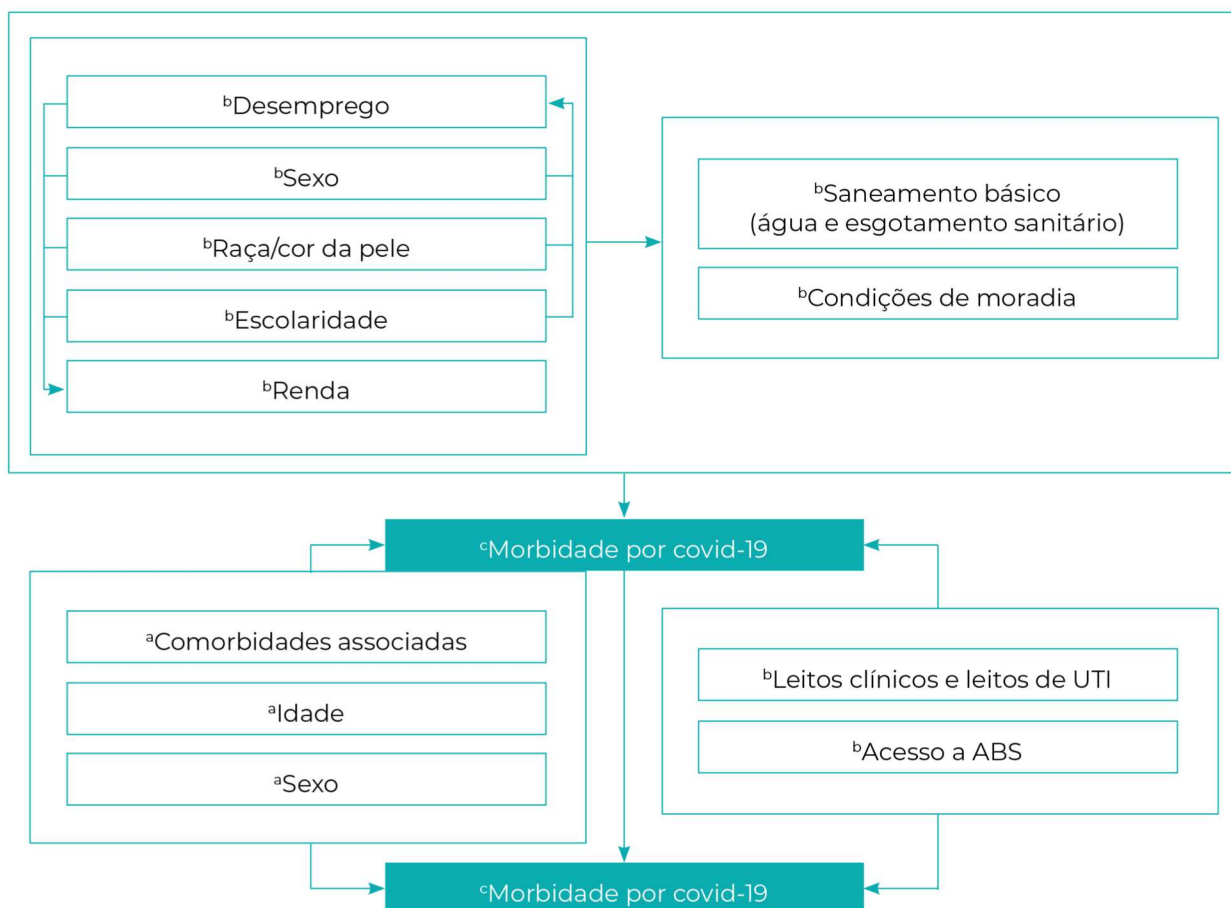 ᵇDesemprego
ᵇSexo
ᵇRaça/cor da pele
ᵇEscolaridade
ᵇRenda
ᵇSaneamento básico
(água e esgotamento sanitário)
ᵇCondições de moradia
ᶜMorbidade por covid-19
ᵃComorbidades associadas
ᵃIdade
ᵃSexo
ᵇLeitos clínicos e leitos de UTI
ᵇAcesso a ABS
ᶜMorbidade por covid-19